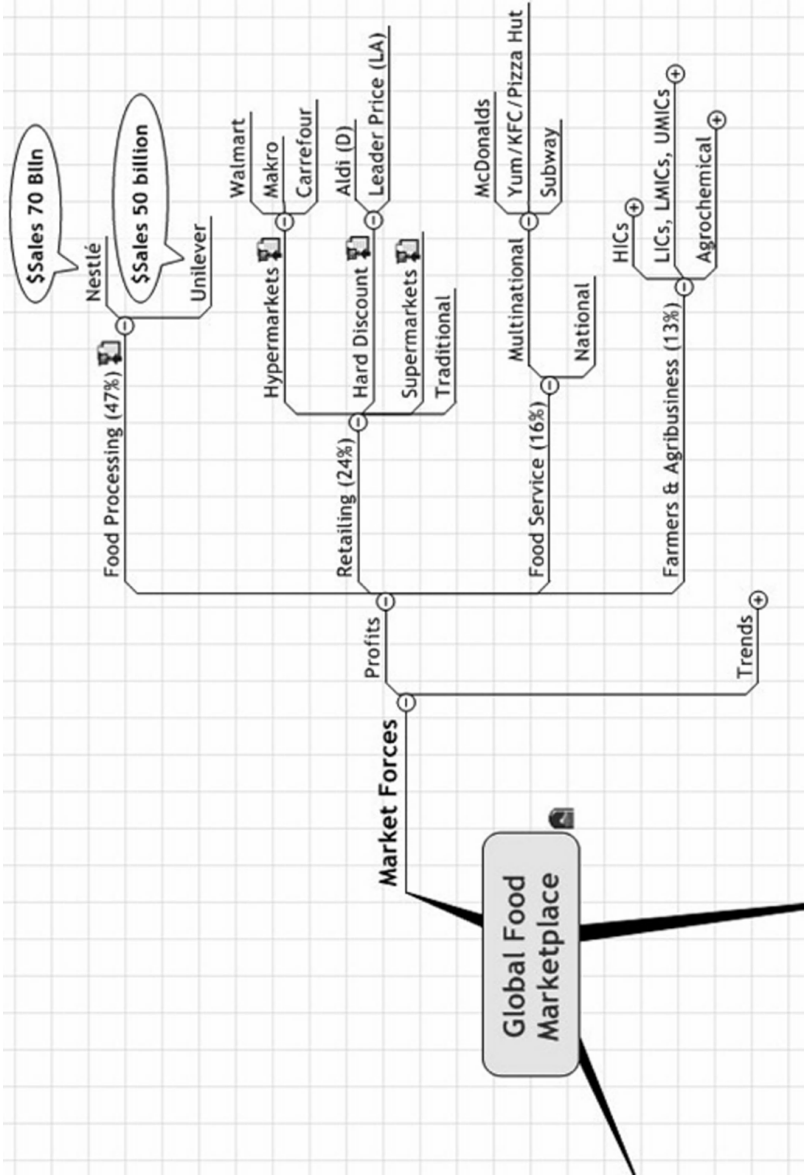 Global Food
Marketplace
Market Forces
Profits
Food Processing (47%)
Nestlé
$Sales 70 Blln
Unilever
$Sales 50 billion
Retailing (24%)
Hypermarkets
Walmart
Makro
Carrefour
Hard Discount
Aldi (D)
Leader Price (LA)
Supermarkets
Traditional
Food Service (16%)
Multinational
McDonalds
Yum/KFC/Pizza Hut
Subway
National
Farmers & Agribusiness (13%)
HICs
LICs, LMICs, UMICs
Agrochemical
Trends